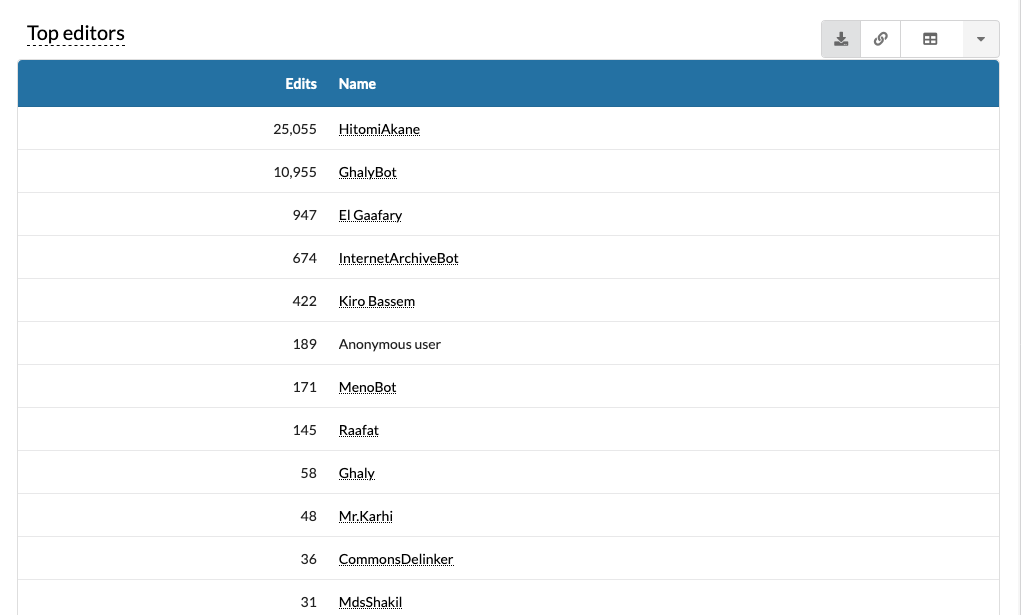 Top editors
Edits Name
25,055 HitomiAkane
10,955 GhalyBot
947 El Gaafary
674 InternetArchiveBot
422 Kiro Bassem
189 Anonymous user
171 MenoBot
145 Raafat
58 Ghaly
48 Mr.Karhi
36 CommonsDelinker
31 MdsShakil